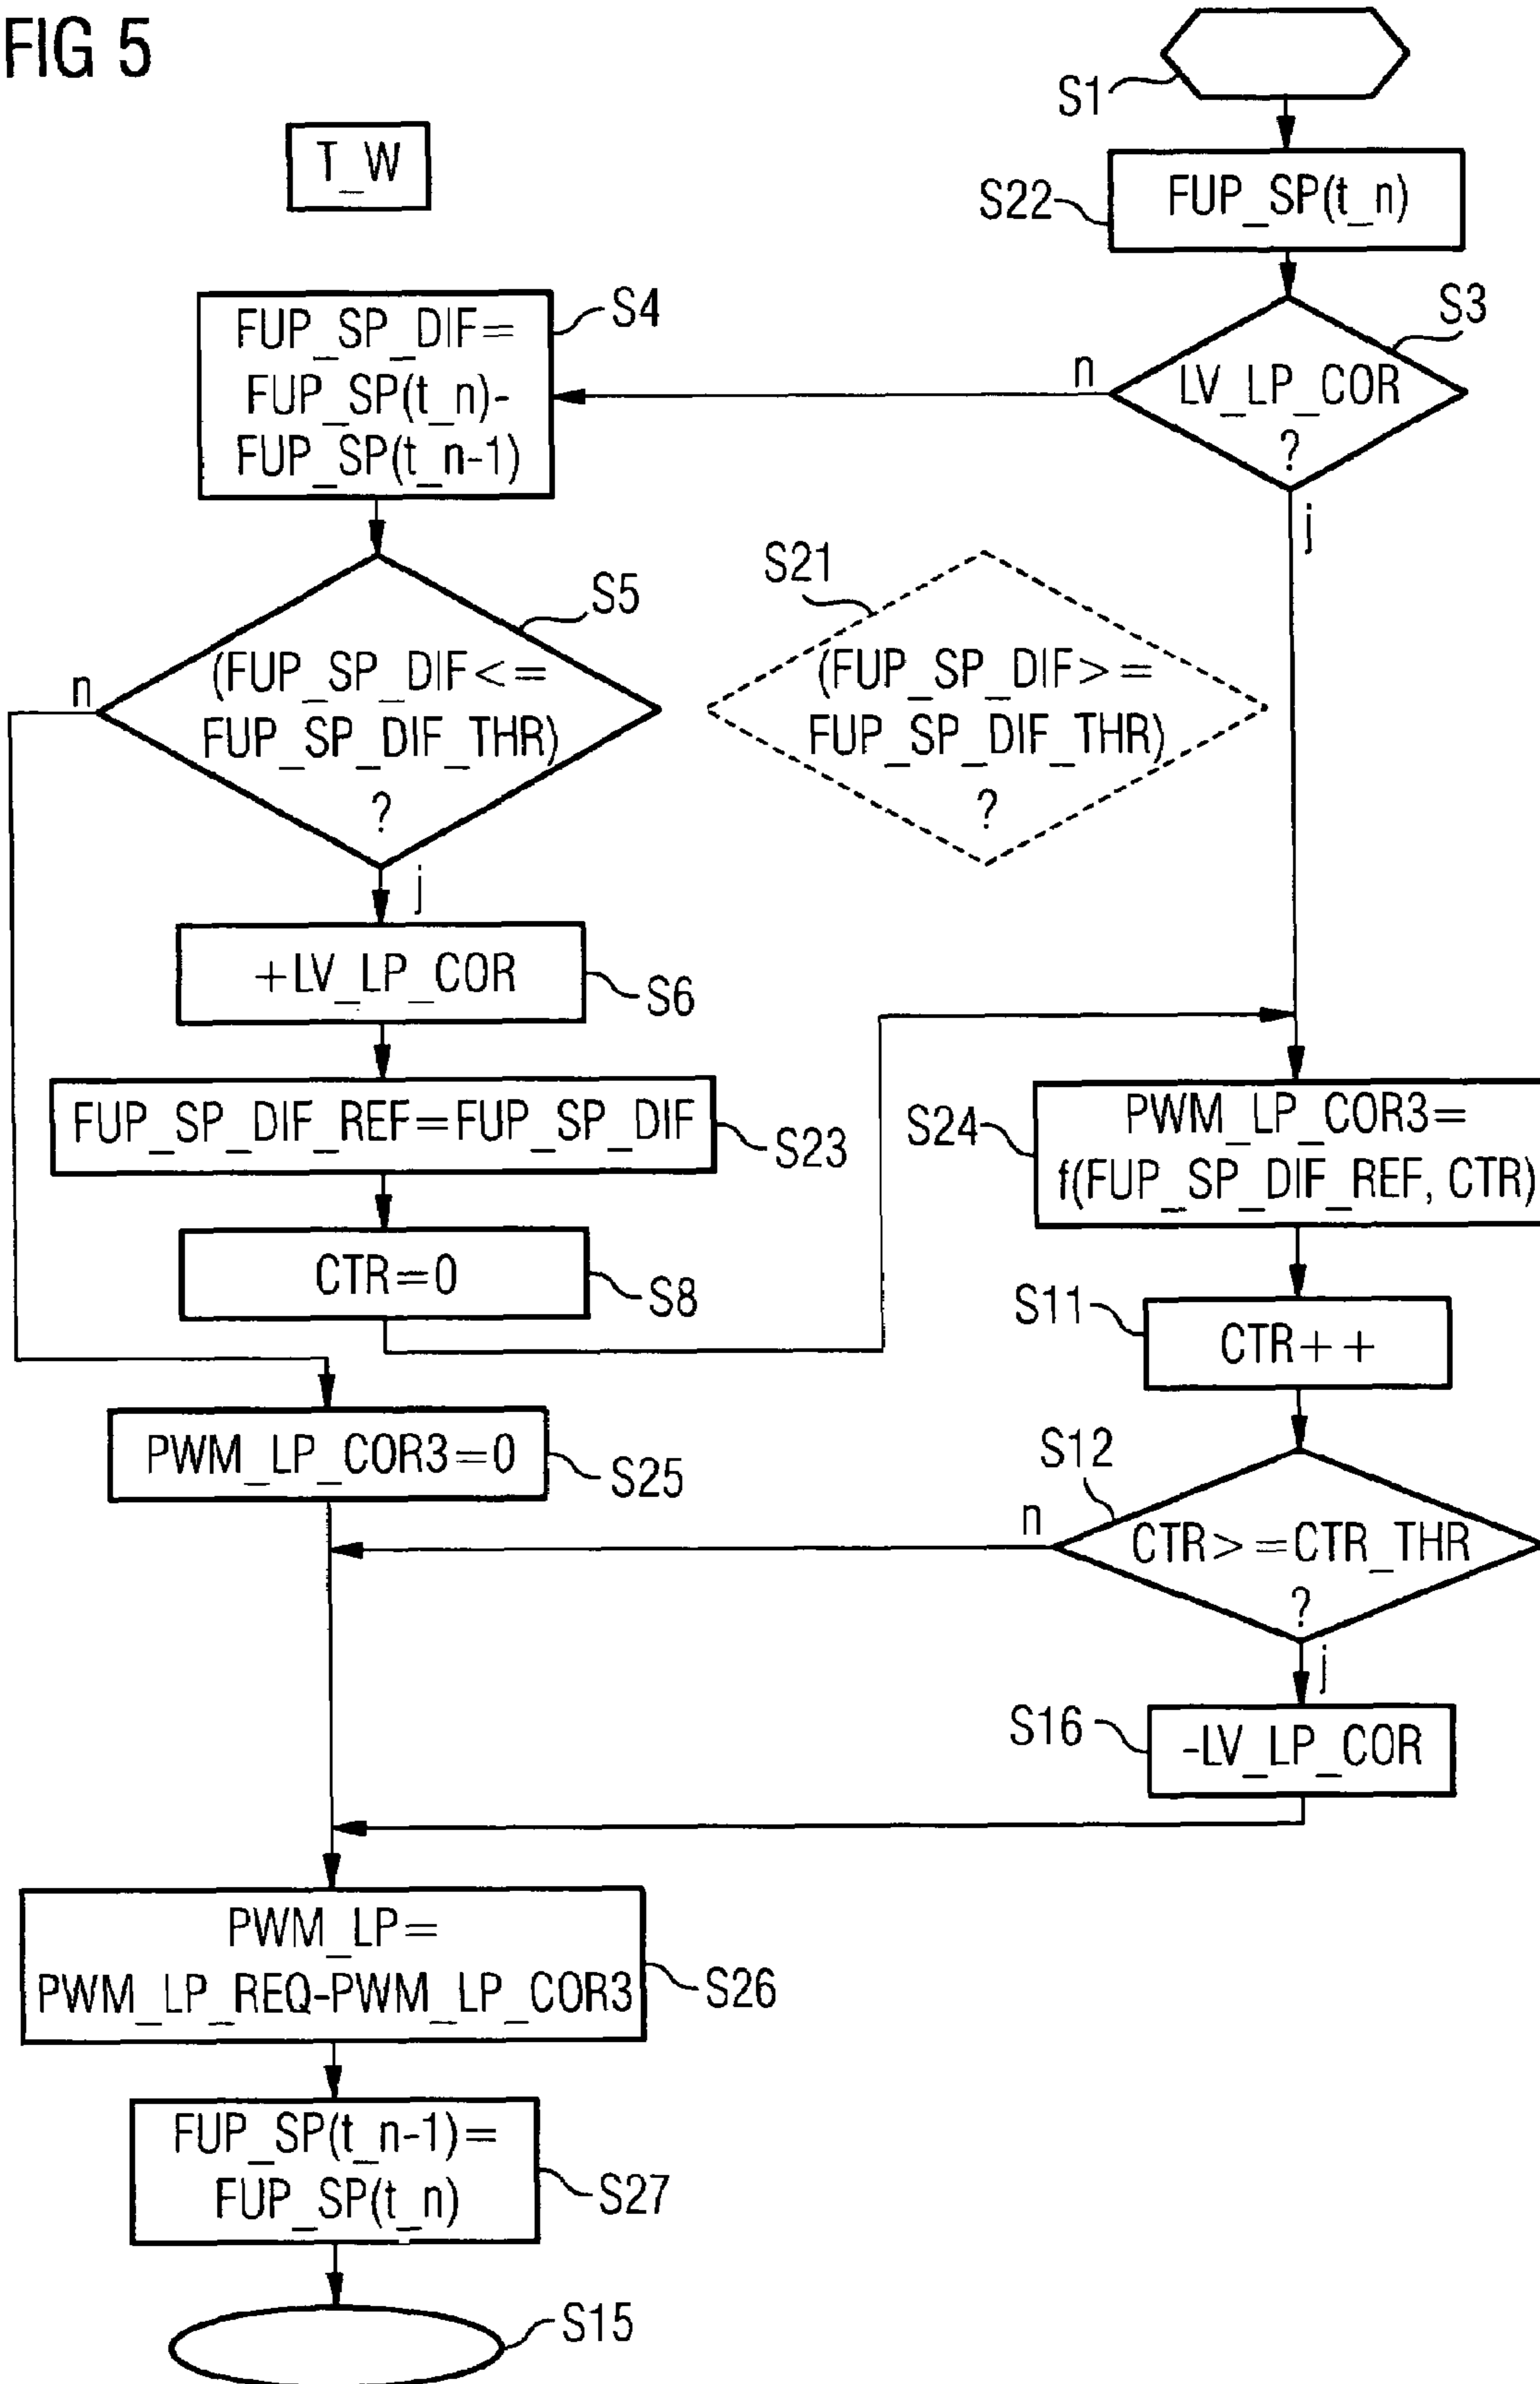 FIG 5
S1
T_W
S22
FUP_SP(t_n)
S4
FUP_SP_DIF=
FUP_SP(t_n)-
FUP_SP(t_n-1)
S3
n
LV_LP_COR
?
j
S5
n
(FUP_SP_DIF<=
FUP_SP_DIF_THR)
?
j
S21
(FUP_SP_DIF>=
FUP_SP_DIF_THR)
?
+LV_LP_COR
S6
FUP_SP_DIF_REF=FUP_SP_DIF
S23
CTR=0
S8
S24
PWM_LP_COR3=
f(FUP_SP_DIF_REF, CTR)
S11
CTR++
PWM_LP_COR3=0
S25
S12
n
CTR>=CTR_THR
?
j
S16
-LV_LP_COR
PWM_LP=
PWM_LP_REQ-PWM_LP_COR3
S26
FUP_SP(t_n-1)=
FUP_SP(t_n)
S27
S15